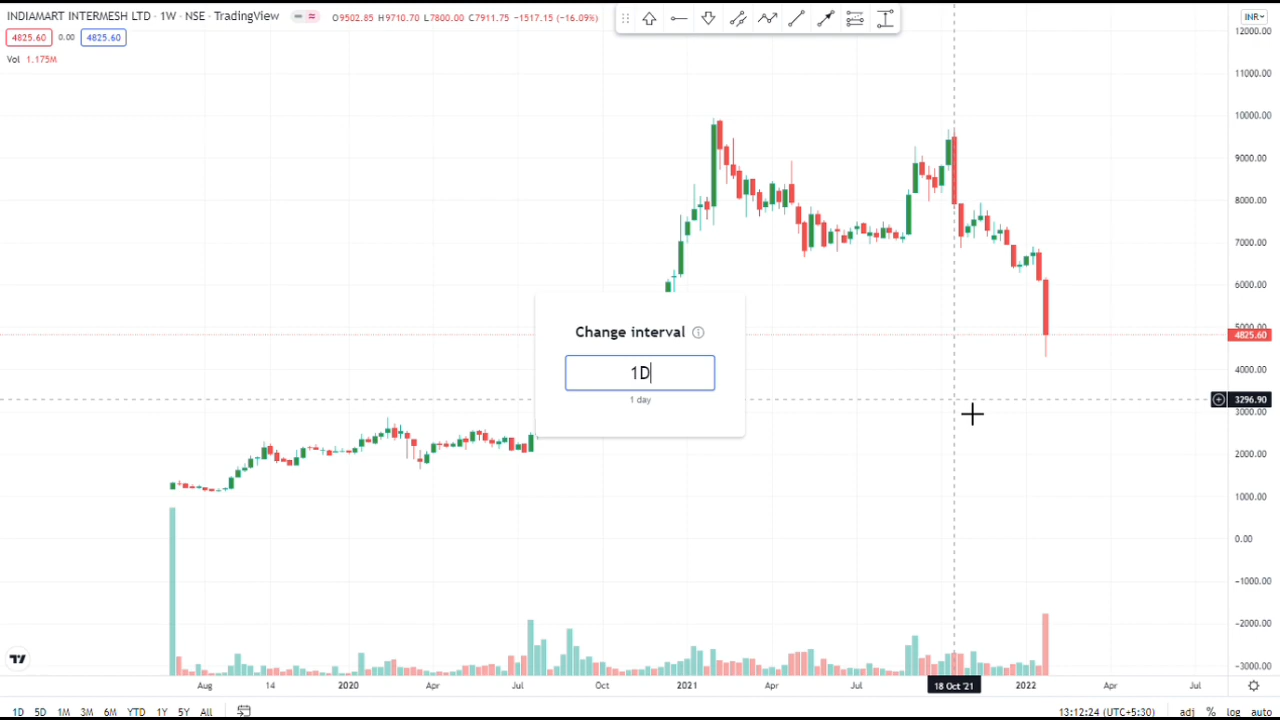 INDIAMART INTERMESH LTD · 1W · NSE · TradingView O9502.85 H9710.70 L7800.00 C7911.75 −1517.15 (−16.09%)
INR
4825.60 0.00 4825.60
Vol 1.175M
12000.00
11000.00
10000.00
9000.00
8000.00
7000.00
6000.00
5000.00
4825.60
4000.00
3296.90
3000.00
2000.00
1000.00
0.00
−1000.00
−2000.00
−3000.00
Change interval
1D
1 day
Aug 14 2020 Apr Jul Oct 2021 Apr Jul 18 Oct '21 2022 Apr Jul
1D 5D 1M 3M 6M YTD 1Y 5Y All 13:12:24 (UTC+5:30) adj % log auto